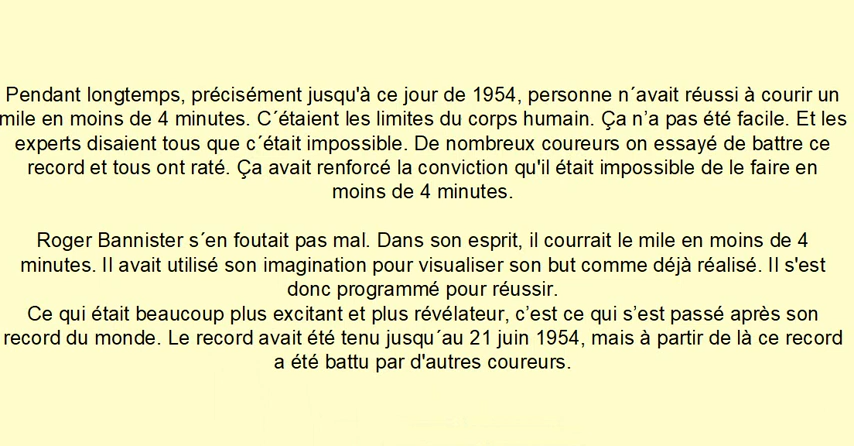 Pendant longtemps, précisément jusqu'à ce jour de 1954, personne n´avait réussi à courir un
mile en moins de 4 minutes. C´étaient les limites du corps humain. Ça n’a pas été facile. Et les
experts disaient tous que c´était impossible. De nombreux coureurs on essayé de battre ce
record et tous ont raté. Ça avait renforcé la conviction qu'il était impossible de le faire en
moins de 4 minutes.
Roger Bannister s´en foutait pas mal. Dans son esprit, il courrait le mile en moins de 4
minutes. Il avait utilisé son imagination pour visualiser son but comme déjà réalisé. Il s'est
donc programmé pour réussir.
Ce qui était beaucoup plus excitant et plus révélateur, c’est ce qui s’est passé après son
record du monde. Le record avait été tenu jusqu´au 21 juin 1954, mais à partir de là ce record
a été battu par d'autres coureurs.